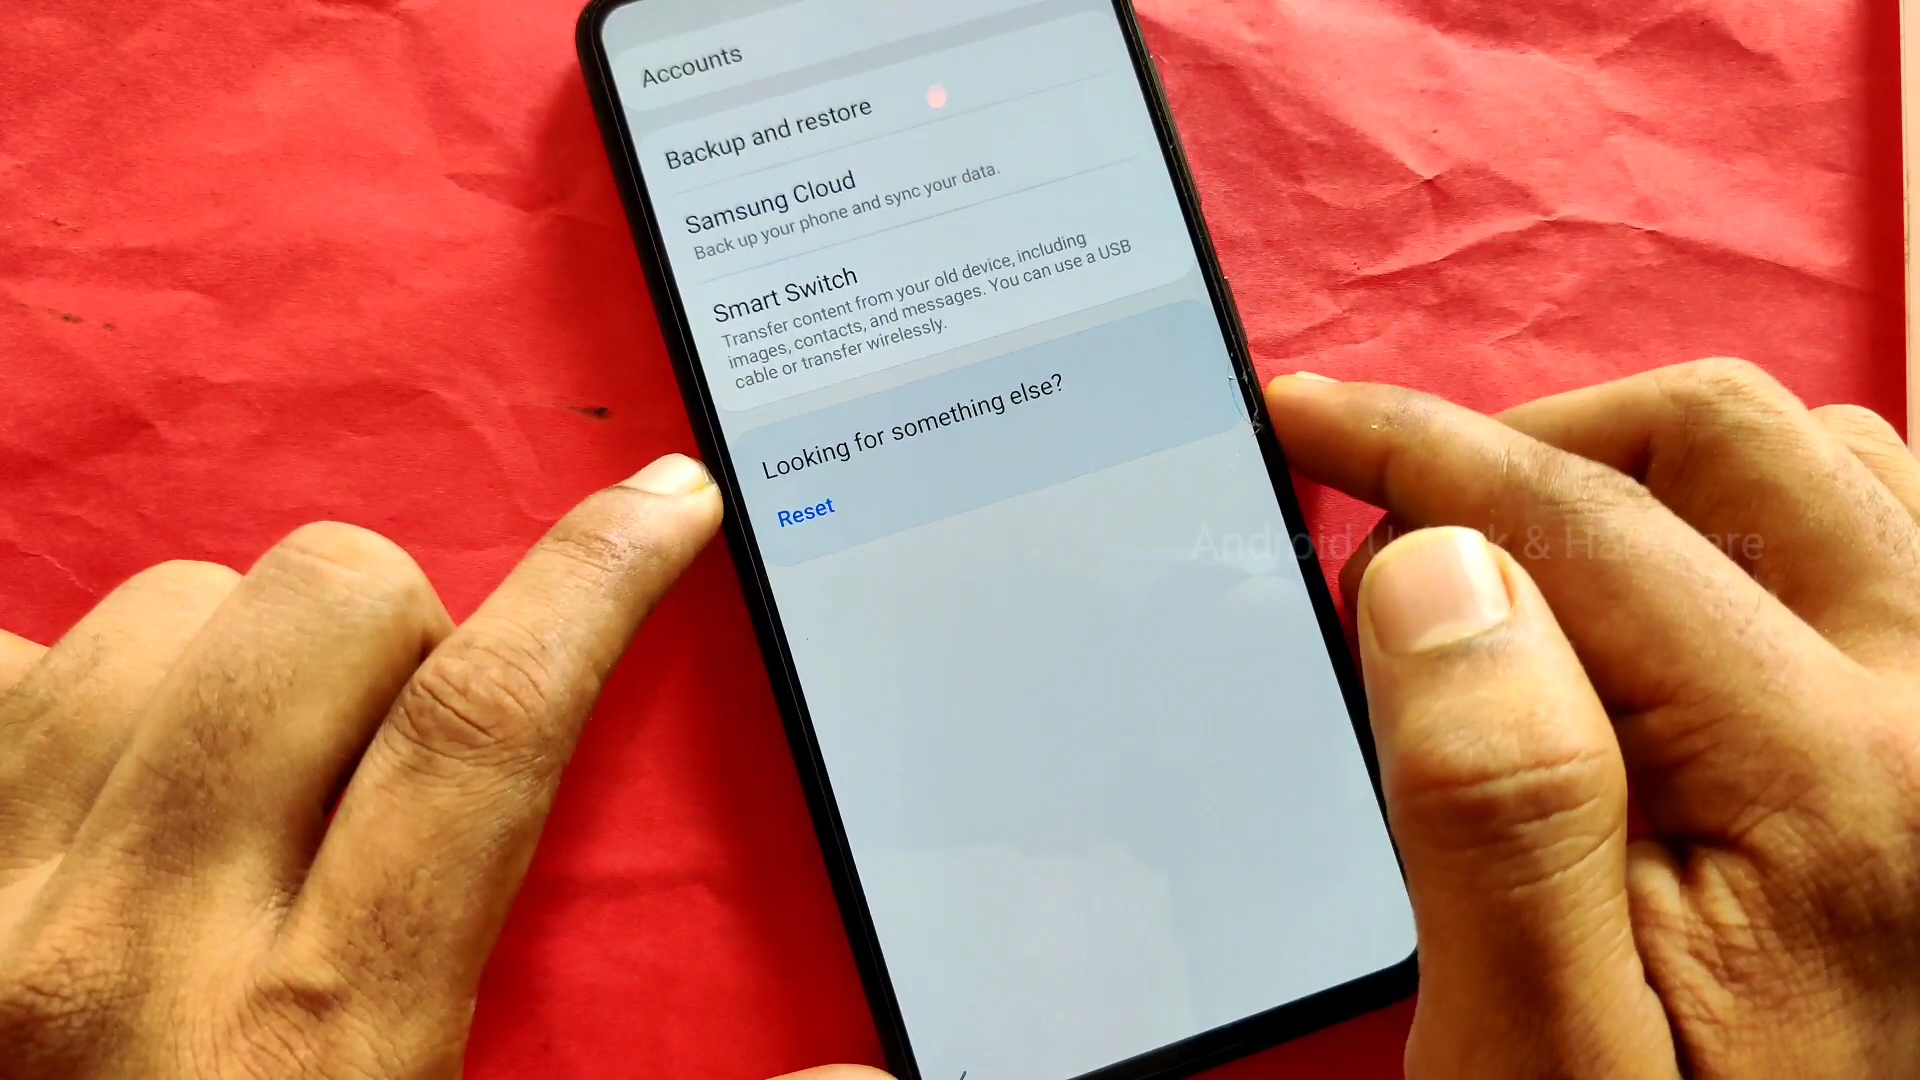 Accounts
Backup and restore
Samsung Cloud
Back up your phone and sync your data.
Smart Switch
Transfer content from your old device, including
images, contacts, and messages. You can use a USB
cable or transfer wirelessly.
Looking for something else?
Reset
Android &